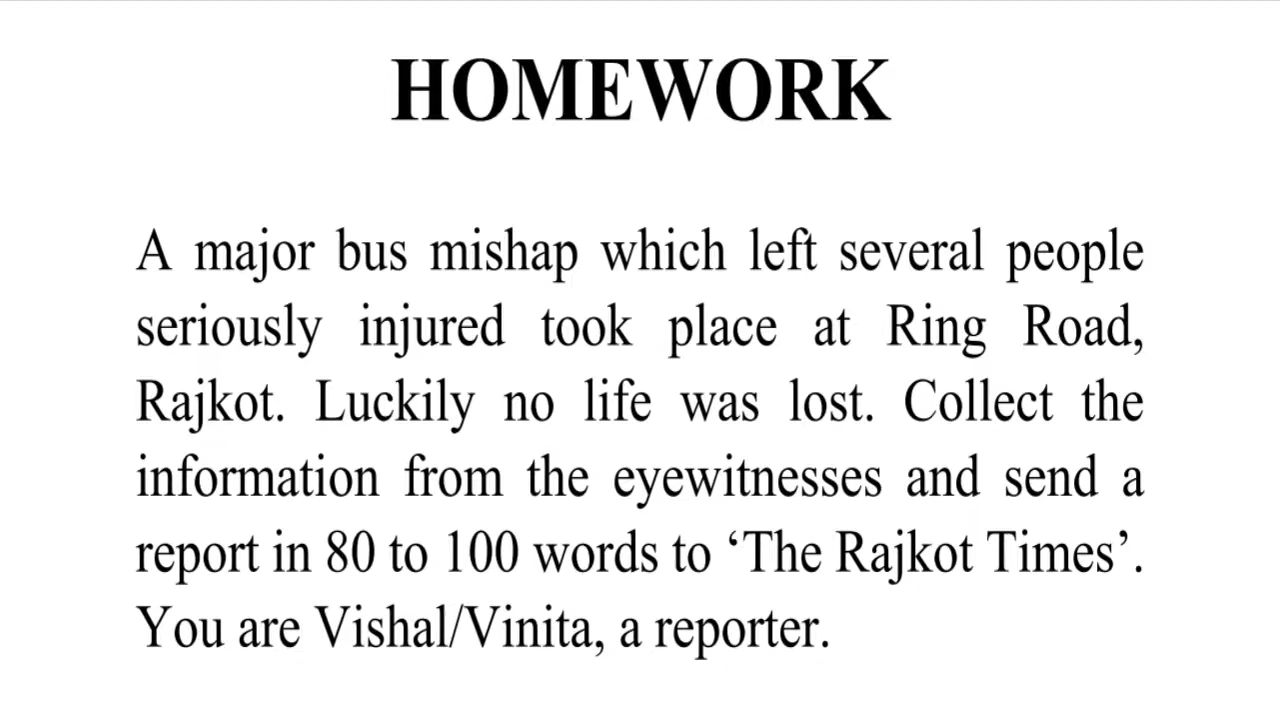 HOMEWORK
A major bus mishap which left several people
seriously injured took place at Ring Road,
Rajkot. Luckily no life was lost. Collect the
information from the eyewitnesses and send a
report in 80 to 100 words to ‘The Rajkot Times’.
You are Vishal/Vinita, a reporter.